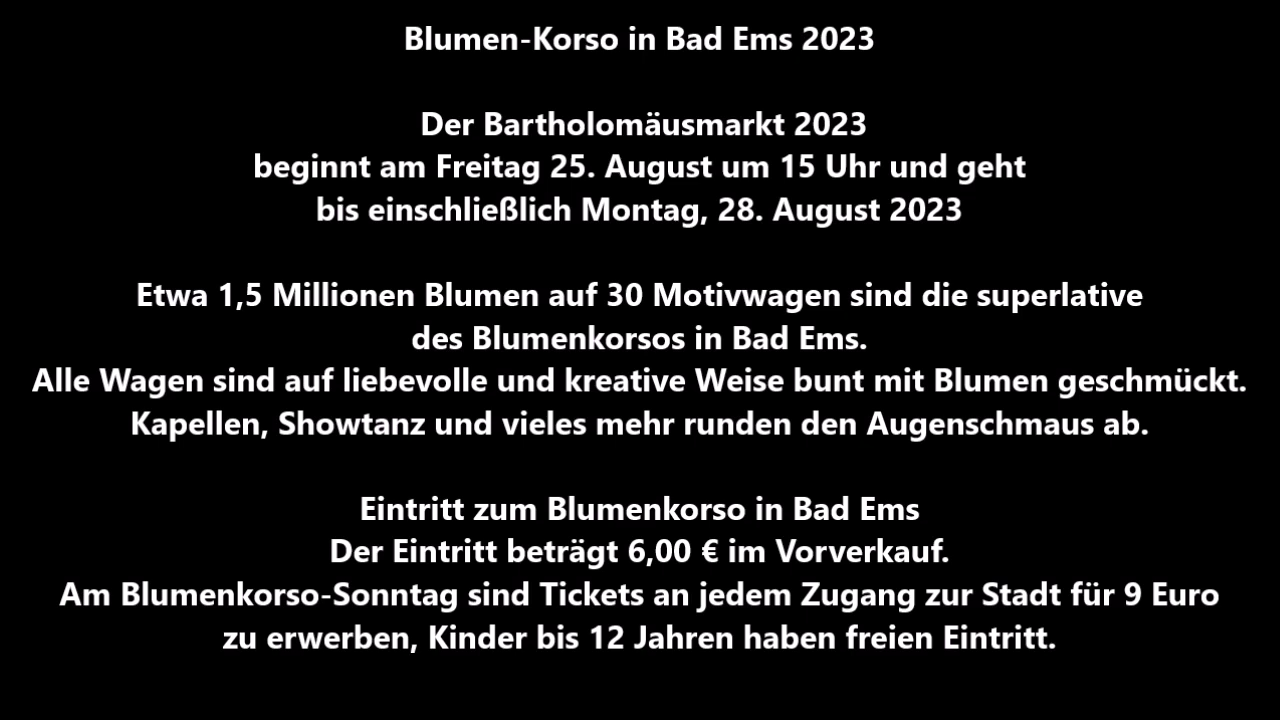 Blumen-Korso in Bad Ems 2023
Der Bartholomäusmarkt 2023
beginnt am Freitag 25. August um 15 Uhr und geht
bis einschließlich Montag, 28. August 2023
Etwa 1,5 Millionen Blumen auf 30 Motivwagen sind die superlative
des Blumenkorsos in Bad Ems.
Alle Wagen sind auf liebevolle und kreative Weise bunt mit Blumen geschmückt.
Kapellen, Showtanz und vieles mehr runden den Augenschmaus ab.
Eintritt zum Blumenkorso in Bad Ems
Der Eintritt beträgt 6,00 € im Vorverkauf.
Am Blumenkorso-Sonntag sind Tickets an jedem Zugang zur Stadt für 9 Euro
zu erwerben, Kinder bis 12 Jahren haben freien Eintritt.